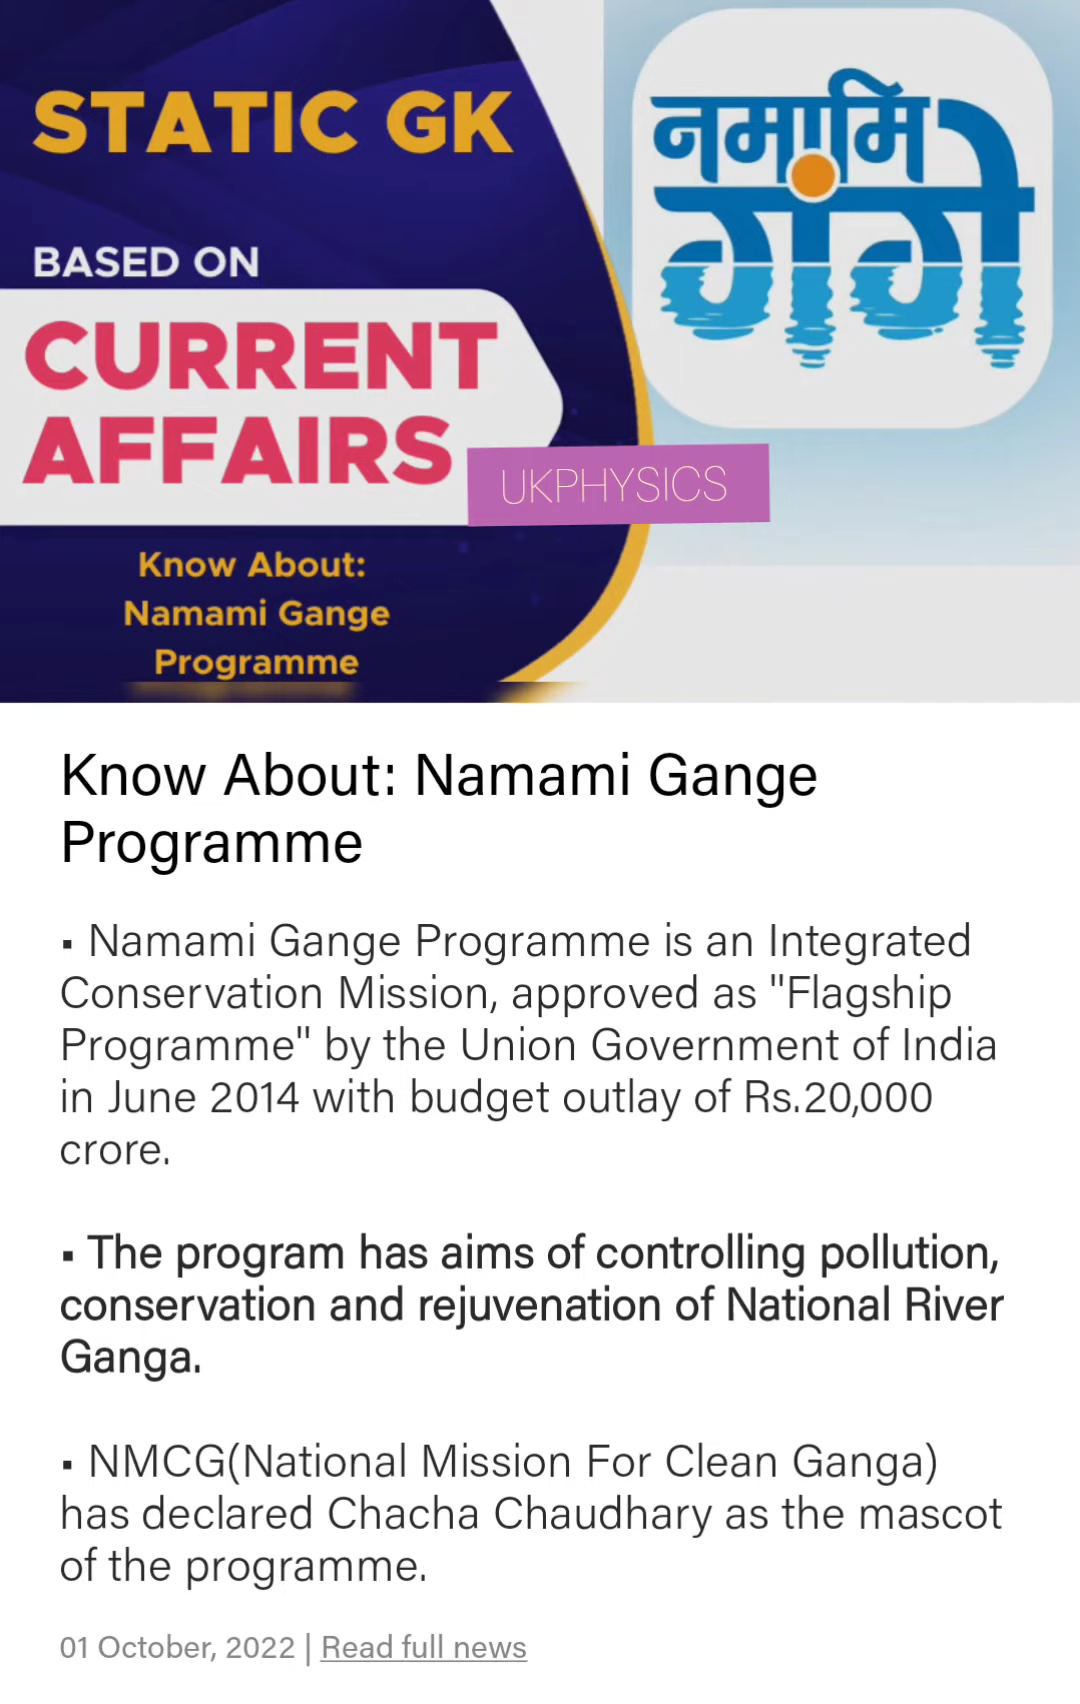 STATIC GK
नमामि
गंगे
BASED ON
CURRENT
AFFAIRS
UKPHYSICS
Know About:
Namami Gange
Programme
Know About: Namami Gange
Programme
▪ Namami Gange Programme is an Integrated
Conservation Mission, approved as "Flagship
Programme" by the Union Government of India
in June 2014 with budget outlay of Rs.20,000
crore.
▪ The program has aims of controlling pollution,
conservation and rejuvenation of National River
Ganga.
▪ NMCG(National Mission For Clean Ganga)
has declared Chacha Chaudhary as the mascot
of the programme.
01 October, 2022 | Read full news